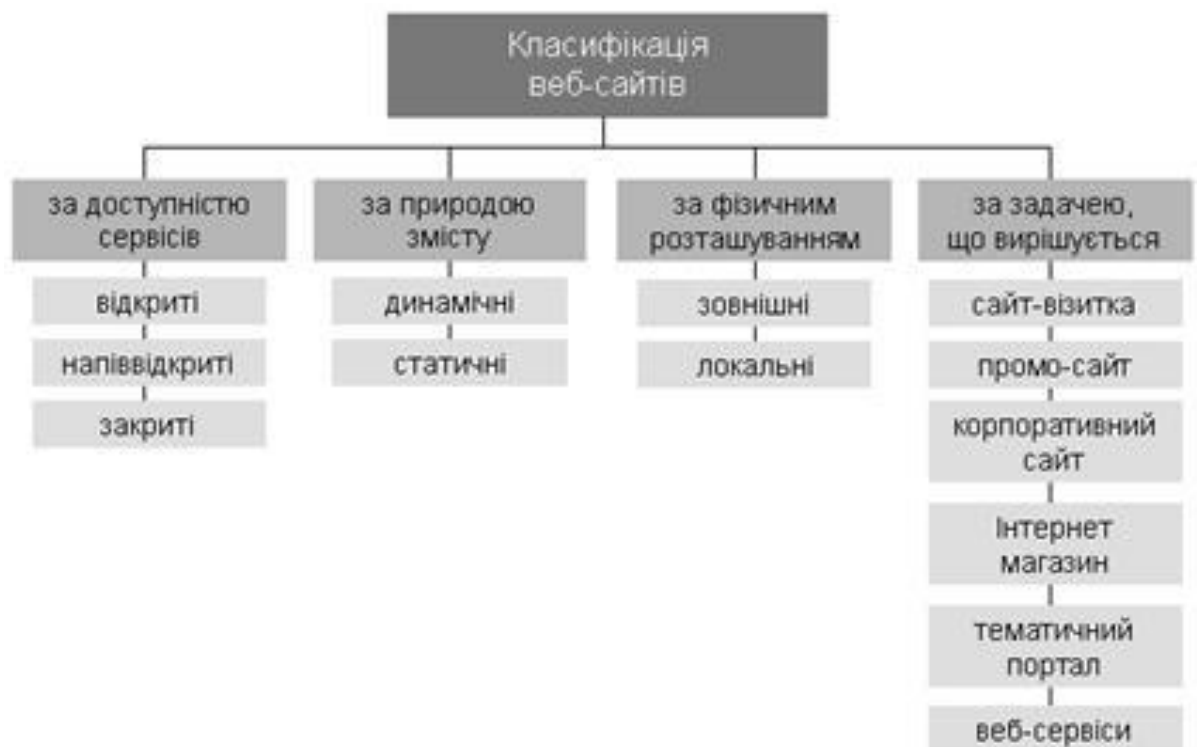 Класифікація
веб-сайтів
за доступністю
сервісів
відкриті
напіввідкриті
закриті
за природою
змісту
динамічні
статичні
за фізичним
розташуванням
зовнішні
локальні
за задачею,
що вирішується
сайт-візитка
промо-сайт
корпоративний
сайт
Інтернет
магазин
тематичний
портал
веб-сервіси